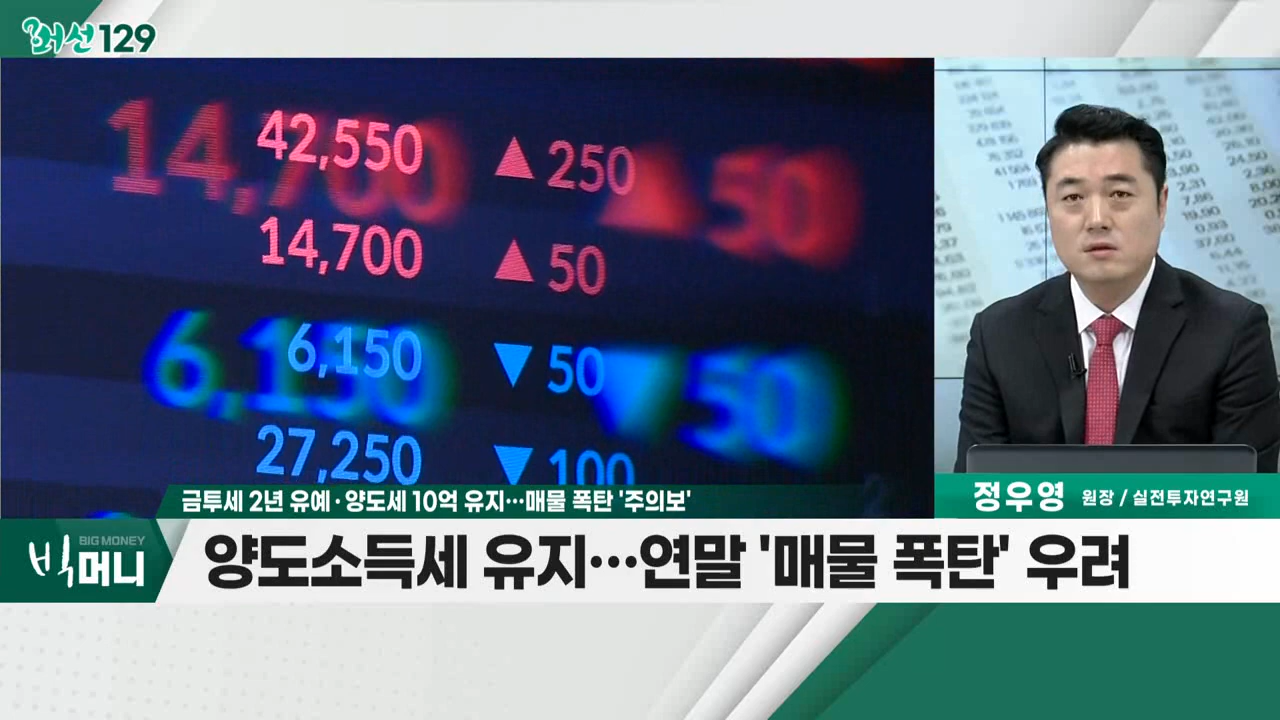 머선129
42,550 ▲250
14,700 ▲50
14,700 ▲50
6,150 ▼50
6,150 ▼50
27,250 ▼100
금투세 2년 유예·양도세 10억 유지…매물 폭탄 '주의보'
정우영 원장 / 실전투자연구원
BIG MONEY
빅머니
양도소득세 유지…연말 '매물 폭탄' 우려